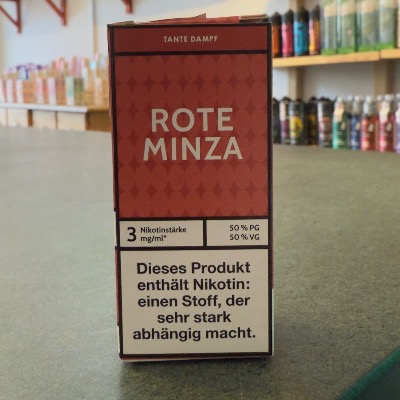 TANTE DAMPF
ROTE
MINZA
3 Nikotinstärke
mg/ml*
50 % PG
50 % VG
Dieses Produkt
enthält Nikotin:
einen Stoff, der
sehr stark
abhängig macht.